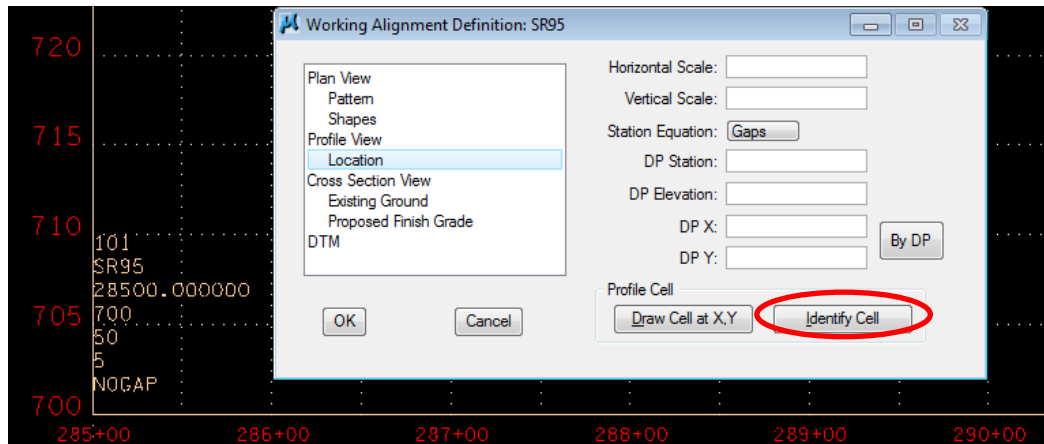 Working Alignment Definition: SR95
720
715
710
705
700
101
SR95
28500.000000
700
50
5
NOGAP
285+00 286+00 287+00 288+00 289+00 290+00
Plan View
Pattern
Shapes
Profile View
Location
Cross Section View
Existing Ground
Proposed Finish Grade
DTM
OK Cancel
Horizontal Scale:
Vertical Scale:
Station Equation: Gaps
DP Station:
DP Elevation:
DP X:
DP Y:
By DP
Profile Cell
Draw Cell at X,Y Identify Cell